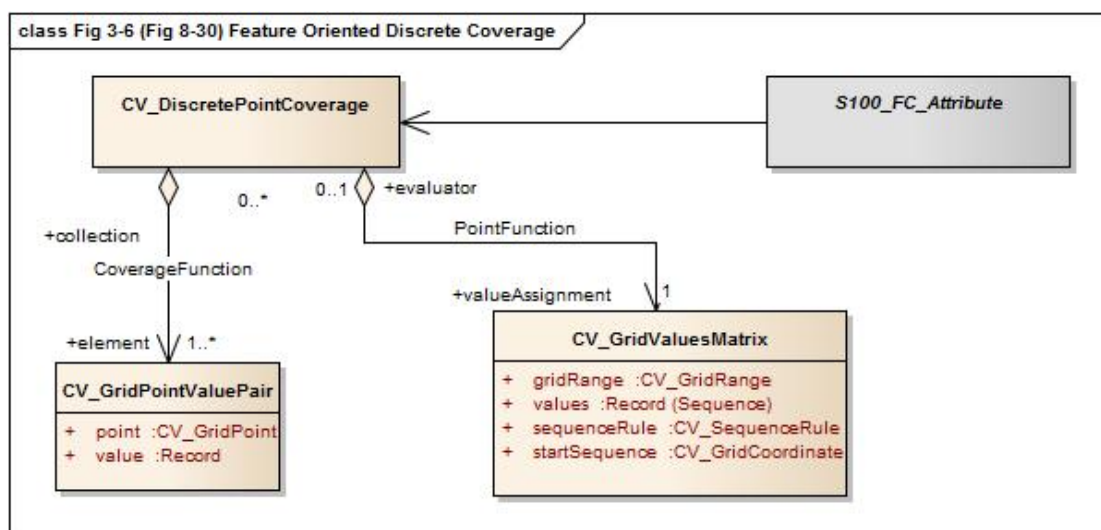 class Fig 3-6 (Fig 8-30) Feature Oriented Discrete Coverage
CV_DiscretePointCoverage
S100_FC_Attribute
0..*
0..1
+evaluator
+collection
PointFunction
CoverageFunction
+valueAssignment
1
+element
1..*
CV_GridPointValuePair
+ point :CV_GridPoint
+ value :Record
CV_GridValuesMatrix
+ gridRange :CV_GridRange
+ values :Record (Sequence)
+ sequenceRule :CV_SequenceRule
+ startSequence :CV_GridCoordinate